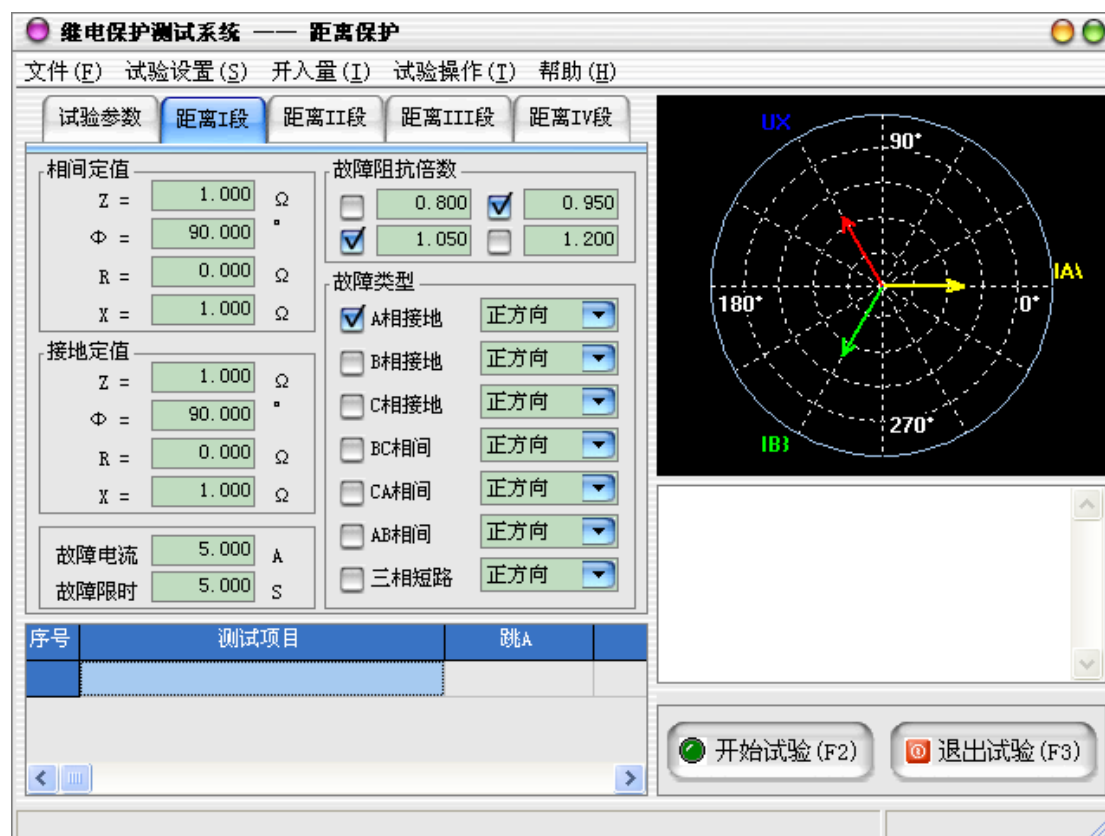 继电保护测试系统 —— 距离保护
文件(F) 试验设置(S) 开入量(I) 试验操作(T) 帮助(H)
试验参数 距离I段 距离II段 距离III段 距离IV段
相间定值
Z = 1.000 Ω
Φ = 90.000 °
R = 0.000 Ω
X = 1.000 Ω
接地定值
Z = 1.000 Ω
Φ = 90.000 °
R = 0.000 Ω
X = 1.000 Ω
故障电流 5.000 A
故障限时 5.000 S
故障阻抗倍数
0.800 0.950
1.050 1.200
故障类型
A相接地 正方向
B相接地 正方向
C相接地 正方向
BC相间 正方向
CA相间 正方向
AB相间 正方向
三相短路 正方向
序号 测试项目 跳A
UX
90°
180°
0°
270°
开始试验(F2) 退出试验(F3)